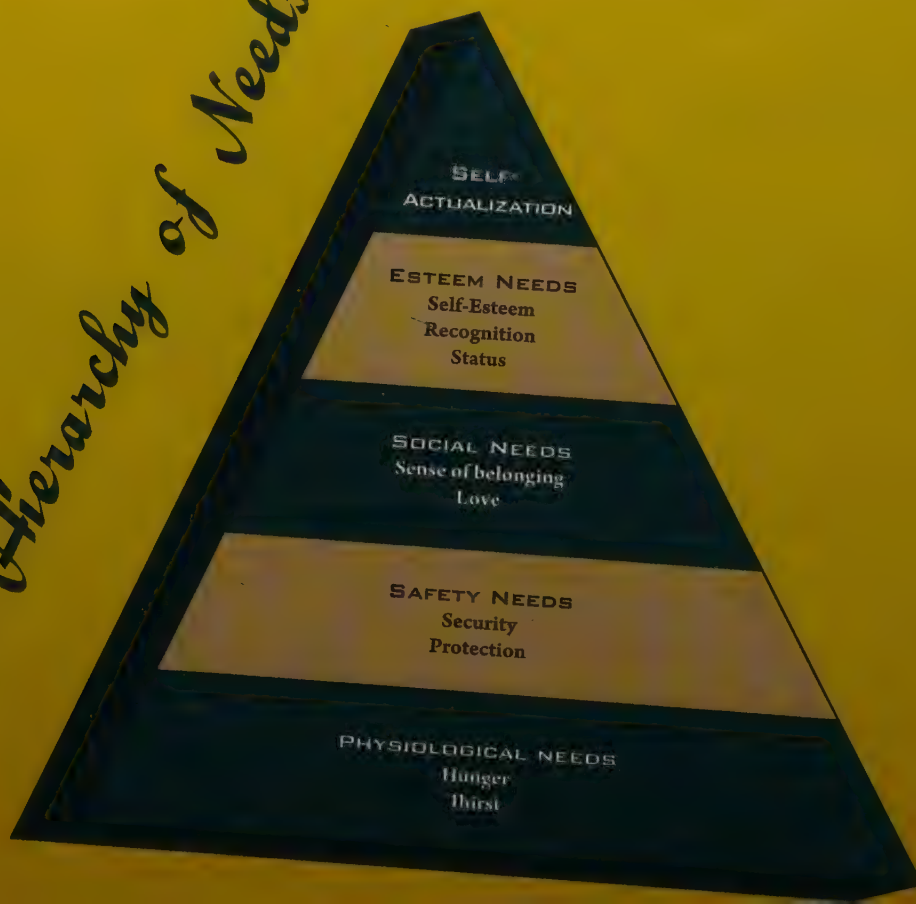 Hierarchy of Needs
SELF-
ACTUALIZATION
ESTEEM NEEDS
Self-Esteem
Recognition
Status
SOCIAL NEEDS
Sense of belonging
Love
SAFETY NEEDS
Security
Protection
PHYSIOLOGICAL NEEDS
Hunger
Thirst